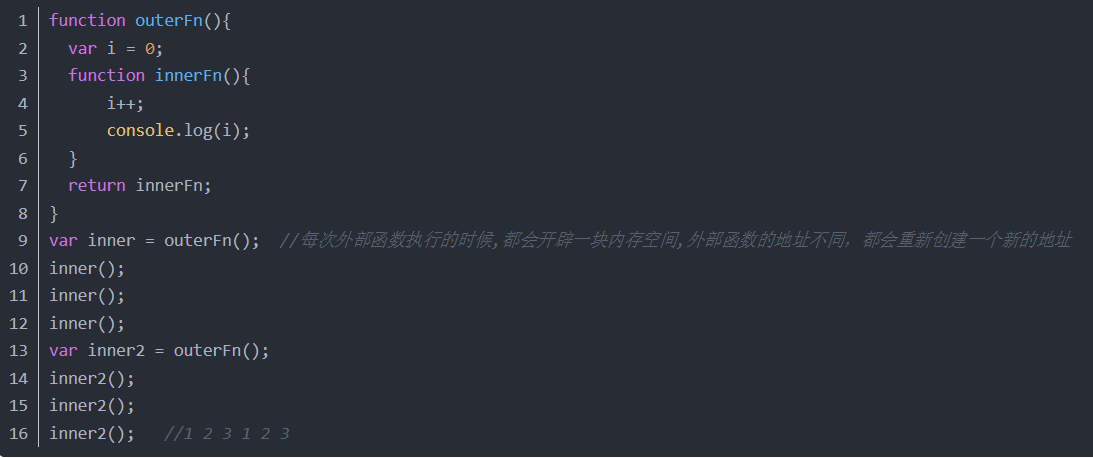 1 function outerFn(){
2   var i = 0;
3   function innerFn(){
4       i++;
5       console.log(i);
6   }
7   return innerFn;
8 }
9 var inner = outerFn();  //每次外部函数执行的时候,都会开辟一块内存空间,外部函数的地址不同，都会重新创建一个新的地址
10 inner();
11 inner();
12 inner();
13 var inner2 = outerFn();
14 inner2();
15 inner2();
16 inner2();   //1 2 3 1 2 3